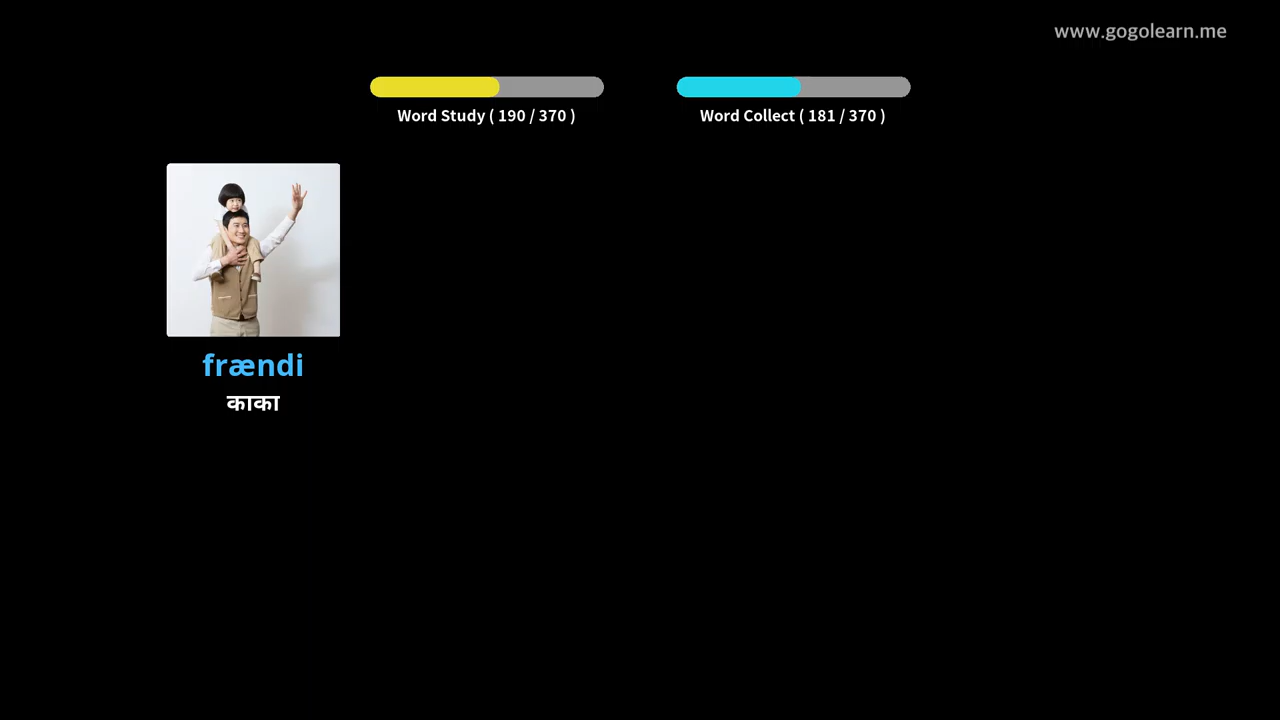 www.gogolearn.me
Word Study ( 190 / 370 )
Word Collect ( 181 / 370 )
frændi
काका